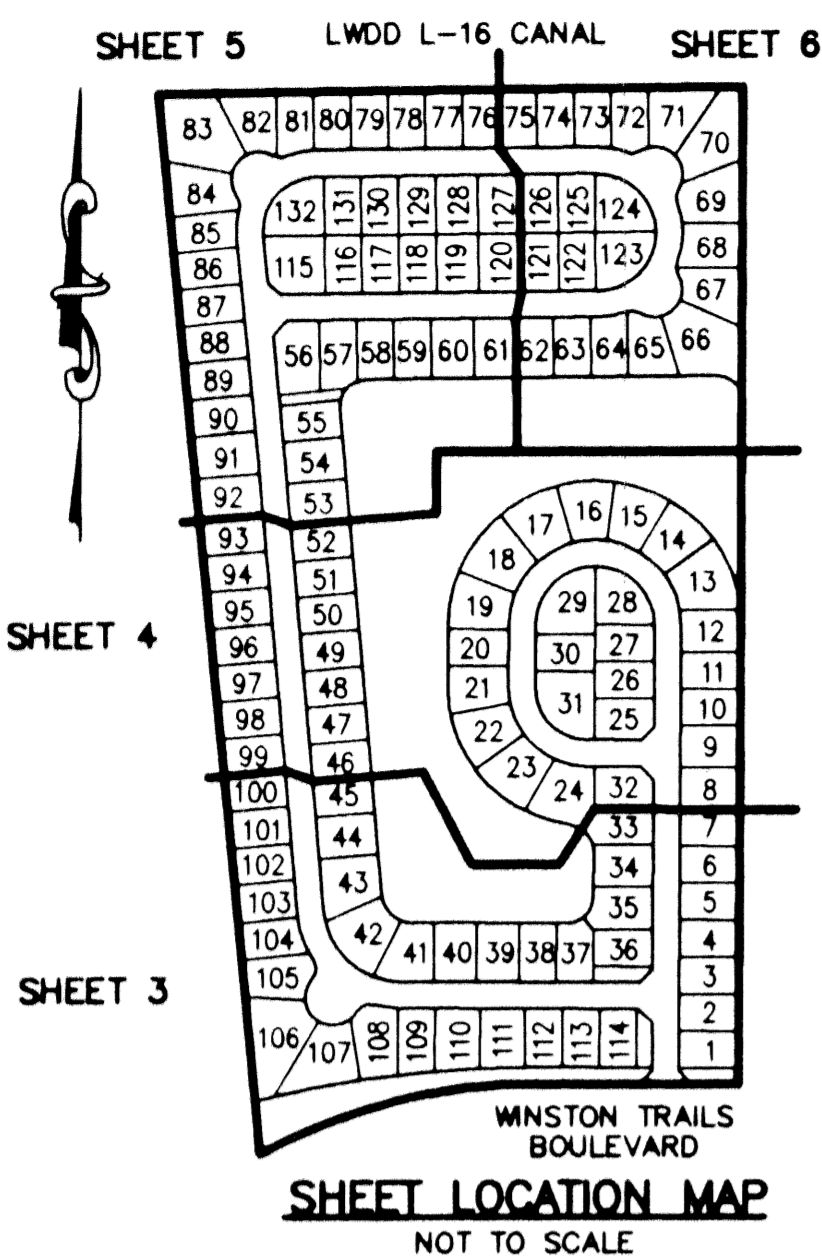 SHEET 5
LWDD L-16 CANAL
SHEET 6
83 82 81 80 79 78 77 76 75 74 73 72 71 70
84 132 131 130 129 128 127 126 125 124 69
85
86 115 116 117 118 119 120 121 122 123 68
87 67
88 56 57 58 59 60 61 62 63 64 65 66
89
90 55
91 54
92 53
93 52
94 51
95 50
96 49
97 48
98 47
99 46
100 45
101 44
102 43
103
104 42 41 40 39 38 37 36
105
106 107 108 109 110 111 112 113 114
18 17 16 15 14 13
19 29 28 12
20 30 27 11
21 31 26 10
22 25 9
23 24 32 8
33 7
34 6
35 5
4
3
2
1
SHEET 4
SHEET 3
WINSTON TRAILS
BOULEVARD
SHEET LOCATION MAP
NOT TO SCALE